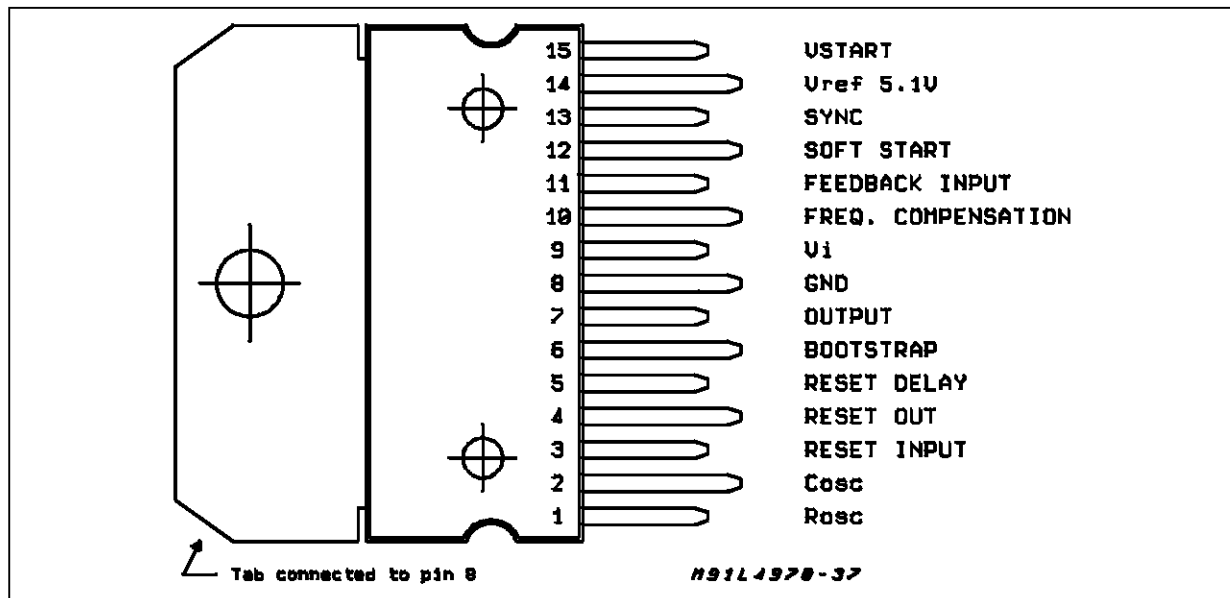 15 VSTART
14 Vref 5.1V
13 SYNC
12 SOFT START
11 FEEDBACK INPUT
10 FREQ. COMPENSATION
9 Vi
8 GND
7 OUTPUT
6 BOOTSTRAP
5 RESET DELAY
4 RESET OUT
3 RESET INPUT
2 Cosc
1 Rosc
Tab connected to pin 8
M91L4970-37